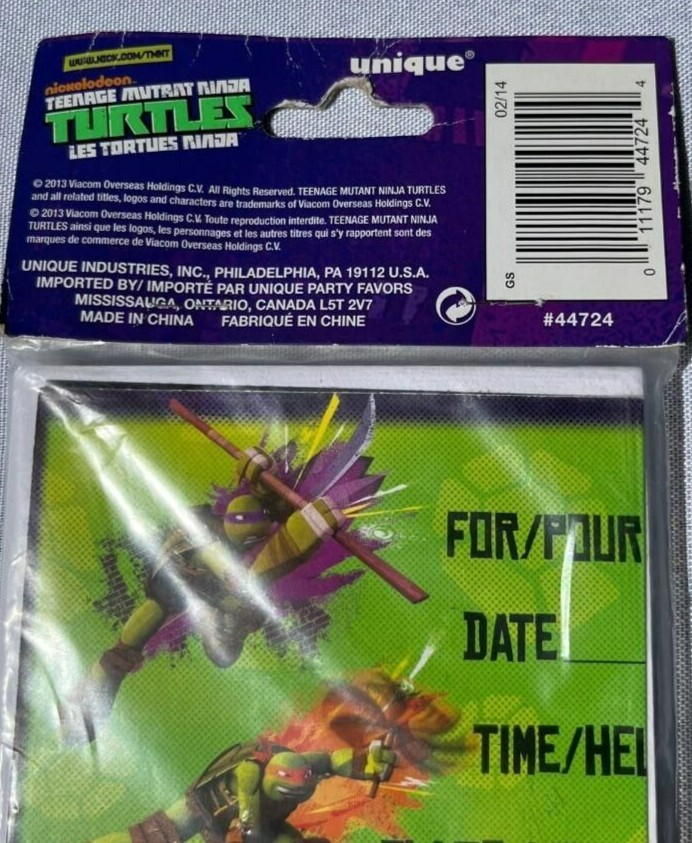 WWW.NICK.COM/TMNT
unique®
nickelodeon
TEENAGE MUTANT NINJA
TURTLES
LES TORTUES NINJA
© 2013 Viacom Overseas Holdings C.V. All Rights Reserved. TEENAGE MUTANT NINJA TURTLES
and all related titles, logos and characters are trademarks of Viacom Overseas Holdings C.V.
© 2013 Viacom Overseas Holdings C.V. Toute reproduction interdite. TEENAGE MUTANT NINJA
TURTLES ainsi que les logos, les personnages et les autres titres qui s'y rapportent sont des
marques de commerce de Viacom Overseas Holdings C.V.
UNIQUE INDUSTRIES, INC., PHILADELPHIA, PA 19112 U.S.A.
IMPORTED BY/ IMPORTÉ PAR UNIQUE PARTY FAVORS
MISSISSAUGA, ONTARIO, CANADA L5T 2V7
MADE IN CHINA FABRIQUÉ EN CHINE
02/14
GS
0 11179 44724 4
#44724
FOR/POUR
DATE
TIME/HEU